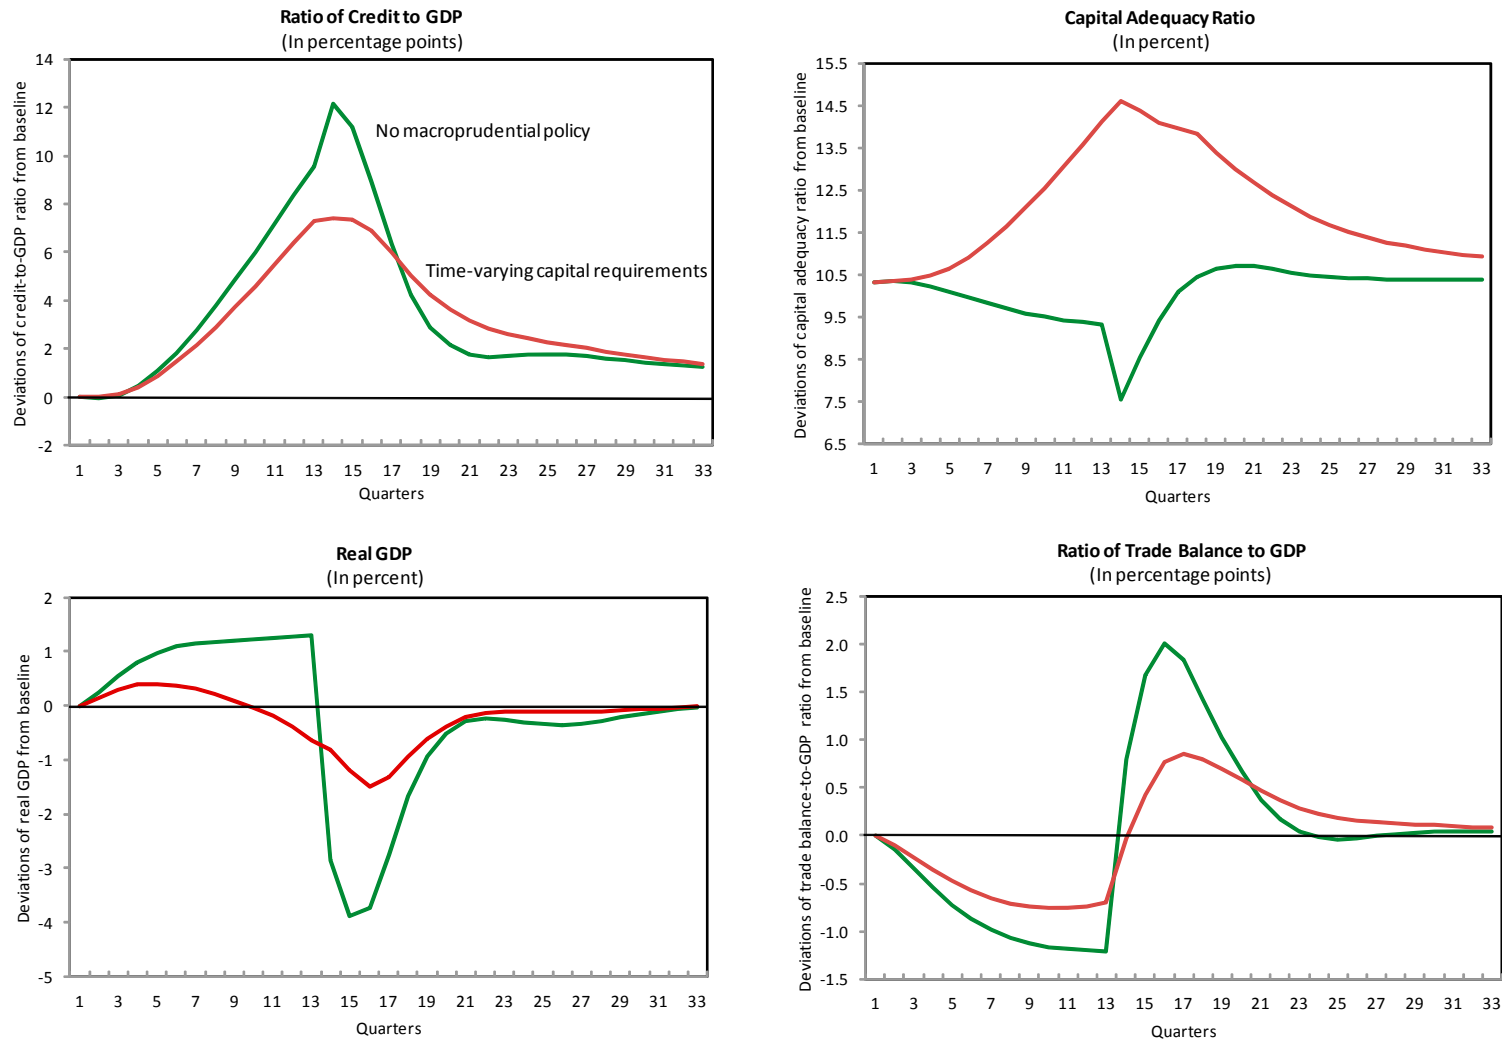 Ratio of Credit to GDP
(In percentage points)
Deviations of credit-to-GDP ratio from baseline
14
12
10
8
6
4
2
0
-2
No macroprudential policy
Time-varying capital requirements
1 3 5 7 9 11 13 15 17 19 21 23 25 27 29 31 33
Quarters
Capital Adequacy Ratio
(In percent)
Deviations of capital adequacy ratio from baseline
15.5
14.5
13.5
12.5
11.5
10.5
9.5
8.5
7.5
6.5
1 3 5 7 9 11 13 15 17 19 21 23 25 27 29 31 33
Quarters
Real GDP
(In percent)
Deviations of real GDP from baseline
2
1
0
-1
-2
-3
-4
-5
1 3 5 7 9 11 13 15 17 19 21 23 25 27 29 31 33
Quarters
Ratio of Trade Balance to GDP
(In percentage points)
Deviations of trade balance-to-GDP ratio from baseline
2.5
2.0
1.5
1.0
0.5
0.0
-0.5
-1.0
-1.5
1 3 5 7 9 11 13 15 17 19 21 23 25 27 29 31 33
Quarters